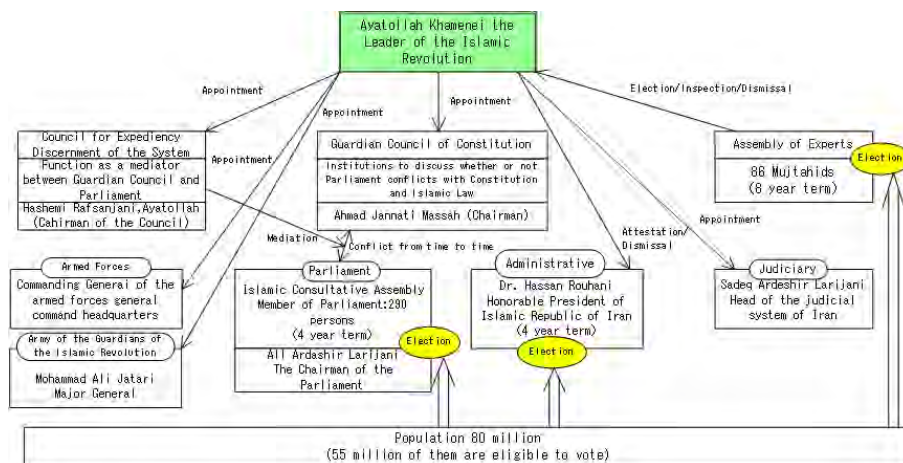 Ayatollah Khamenei the
Leader of the Islamic
Revolution
Appointment
Appointment
Appointment
Election/Inspection/Dismissal
Council for Expediency
Discernment of the System
Function as a mediator
between Guardian Council and
Parliament
Hashemi Rafsanjani,Ayatollah
(Cahirman of the Council)
Appointment
Guardian Council of Constitution
Institutions to discuss whether or not
Parliament conflicts with Constitution
and Islamic Law
Ahmad Jannati Massah (Chairman)
Assembly of Experts
Election
86 Mujtahids
(8 year term)
Mediation
Conflict from time to time
Attestation/
Dismissal
Appointment
Armed Forces
Commanding General of the
armed forces general
command headquarters
Army of the Guardians of
the Islamic Revolution
Mohammad Ali Jatari
Major General
Parliament
Islamic Consultative Assembly
Member of Parliament:290
persons
(4 year term)
Election
Ali Ardashir Larijani
The Chairman of the
Parliament
Administrative
Dr. Hassan Rouhani
Honorable President of
Islamic Republic of Iran
(4 year term)
Election
Judiciary
Sadeq Ardeshir Larijani
Head of the judicial
system of Iran
Population 80 million
(55 million of them are eligible to vote)